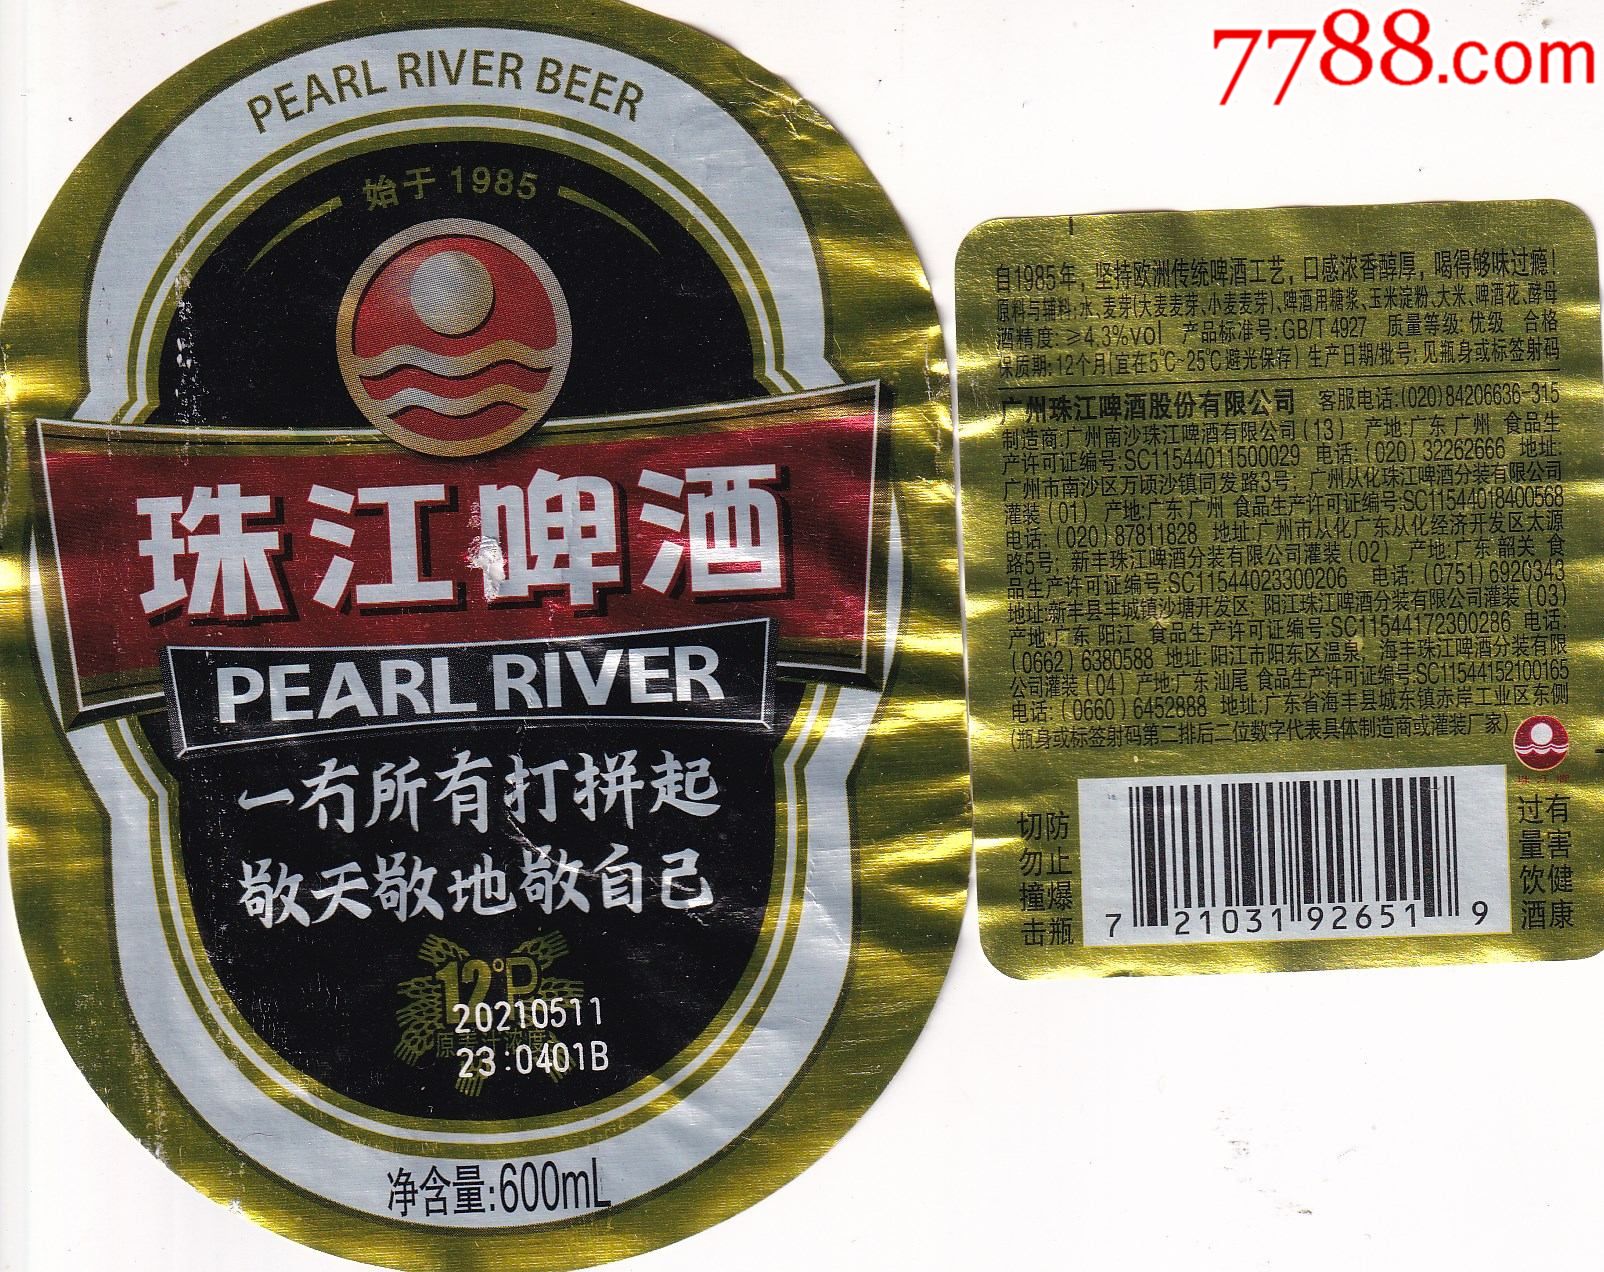 7788.com
PEARL RIVER BEER
始于 1985
珠江啤酒
PEARL RIVER
一冇所有打拼起
敬天敬地敬自己
12°P
20210511
原麦汁浓度
23:0401B
净含量:600mL
自1985年，坚持欧洲传统啤酒工艺，口感浓香醇厚，喝得够味过瘾！
原料与辅料:水、麦芽(大麦麦芽、小麦麦芽)、啤酒用糖浆、玉米淀粉、大米、啤酒花、酵母
酒精度:≥4.3%vol 产品标准号:GB/T 4927 质量等级:优级 合格
保质期:12个月(宜在5℃~25℃避光保存) 生产日期/批号:见瓶身或标签射码
广州珠江啤酒股份有限公司 客服电话:(020)84206636-315
制造商:广州南沙珠江啤酒有限公司(13) 产地:广东 广州 食品生
产许可证编号:SC11544011500029 电话:(020)32262666 地址:
广州市南沙区万顷沙镇同发路3号; 广州从化珠江啤酒分装有限公司
灌装(01) 产地:广东 广州 食品生产许可证编号:SC11544018400568
电话:(020)87811828 地址:广州市从化广东从化经济开发区太源
路5号; 新丰珠江啤酒分装有限公司灌装(02) 产地:广东 韶关 食
品生产许可证编号:SC11544023300206 电话:(0751)6920343
地址:新丰县丰城镇沙塘开发区; 阳江珠江啤酒分装有限公司灌装(03)
产地:广东 阳江 食品生产许可证编号:SC11544172300286 电话:
(0662)6380588 地址:阳江市阳东区温泉; 海丰珠江啤酒分装有限
公司灌装(04) 产地:广东 汕尾 食品生产许可证编号:SC11544152100165
电话:(0660)6452888 地址:广东省海丰县城东镇赤岸工业区东侧
(瓶身或标签射码第二排后二位数字代表具体制造商或灌装厂家)
珠江牌
防止爆瓶
切勿撞击
7 21031 92651 9
有害健康
过量饮酒